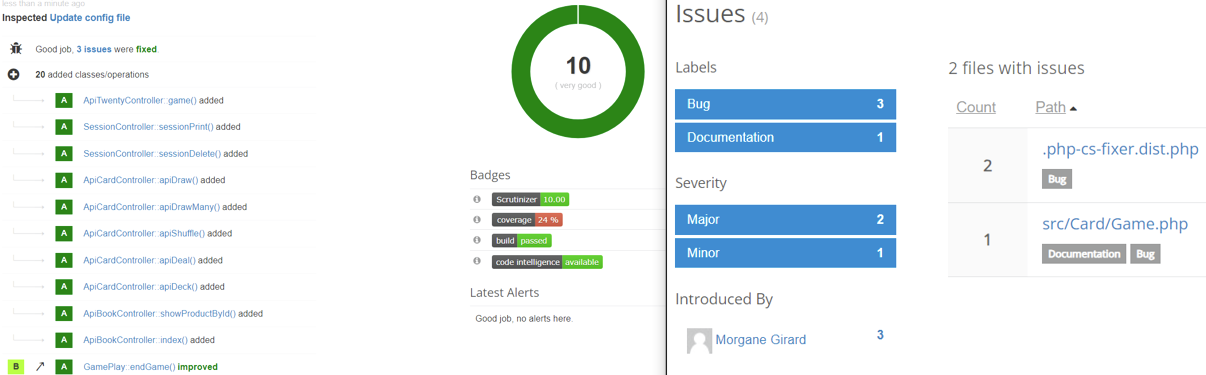 less than a minute ago
Inspected Update config file
Good job, 3 issues were fixed
20 added classes/operations
A ApiTwentyController::game() added
A SessionController::sessionPrint() added
A SessionController::sessionDelete() added
A ApiCardController::apiDraw() added
A ApiCardController::apiDrawMany() added
A ApiCardController::apiShuffle() added
A ApiCardController::apiDeal() added
A ApiCardController::apiDeck() added
A ApiBookController::showProductById() added
A ApiBookController::index() added
B A GamePlay::endGame() improved
10
( very good )
Badges
Scrutinizer 10.00
coverage 24 %
build passed
code intelligence available
Latest Alerts
Good job, no alerts here.
Issues (4)
Labels
Bug 3
Documentation 1
Severity
Major 2
Minor 1
Introduced By
Morgane Girard 3
2 files with issues
Count Path
2 .php-cs-fixer.dist.php
Bug
1 src/Card/Game.php
Documentation Bug